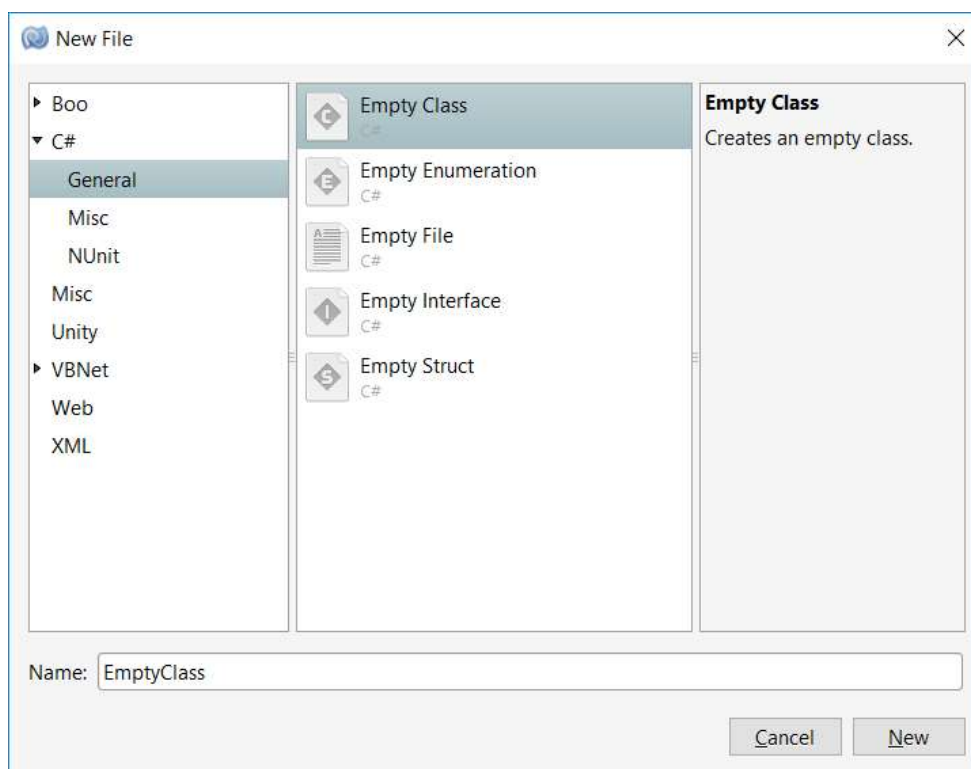 New File
Boo
C#
General
Misc
NUnit
Misc
Unity
VBNet
Web
XML
Empty Class
C#
Empty Enumeration
C#
Empty File
C#
Empty Interface
C#
Empty Struct
C#
Empty Class
Creates an empty class.
Name: EmptyClass
Cancel New